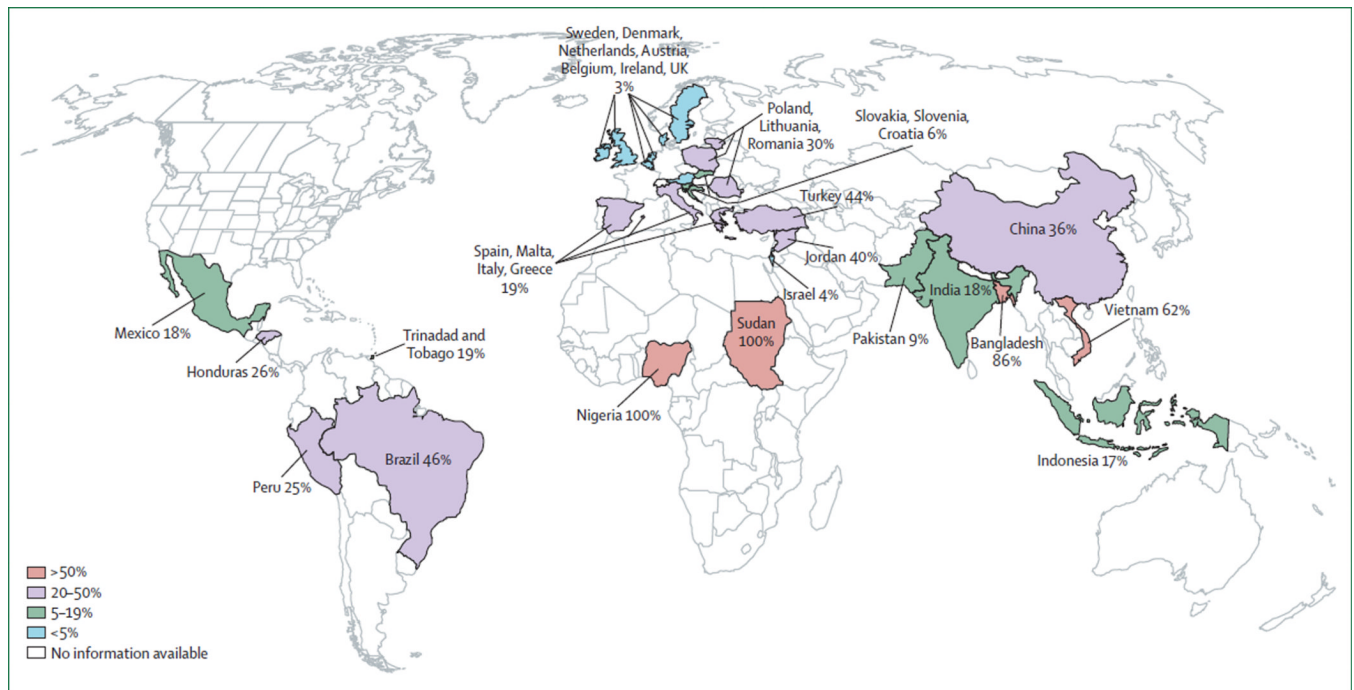 Sweden, Denmark,
Netherlands, Austria,
Belgium, Ireland, UK
3%
Poland,
Lithuania,
Romania 30%
Slovakia, Slovenia,
Croatia 6%
Turkey 44%
China 36%
Spain, Malta,
Italy, Greece
19%
Jordan 40%
Israel 4%
India 18%
Vietnam 62%
Mexico 18%
Trinidad and
Tobago 19%
Sudan
100%
Pakistan 9%
Bangladesh
86%
Honduras 26%
Nigeria 100%
Brazil 46%
Indonesia 17%
Peru 25%
>50%
20–50%
5–19%
<5%
No information available